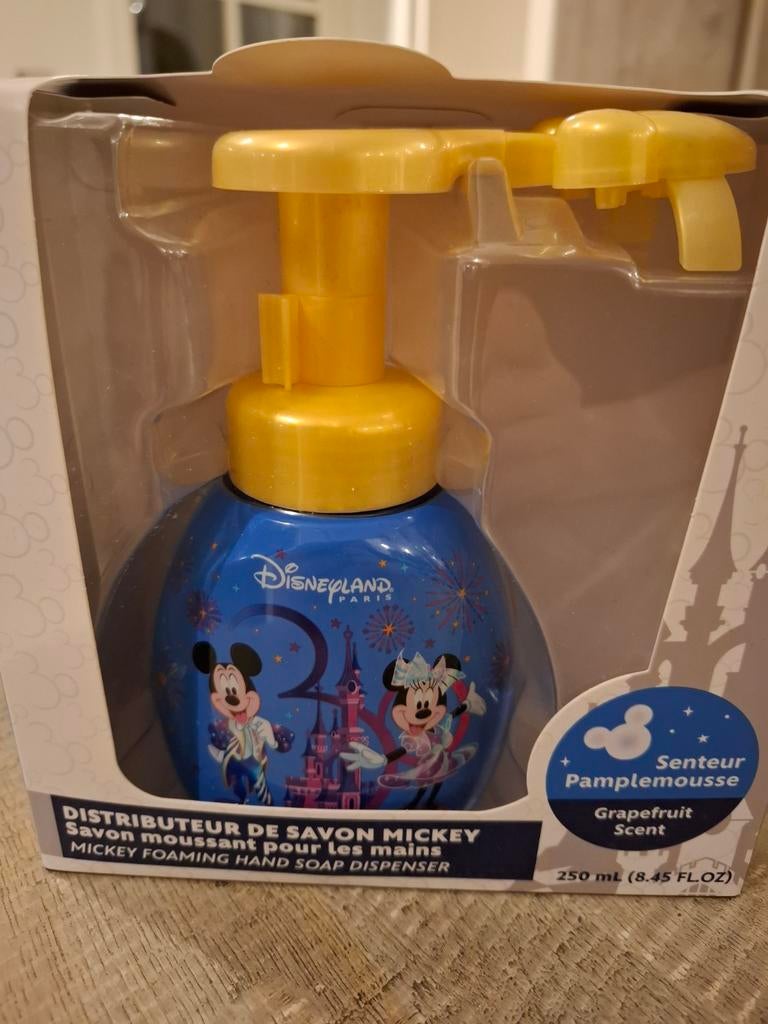 Disneyland®
PARIS
30
Senteur
Pamplemousse
Grapefruit
Scent
DISTRIBUTEUR DE SAVON MICKEY
Savon moussant pour les mains
MICKEY FOAMING HAND SOAP DISPENSER
250 mL (8.45 FL.OZ)